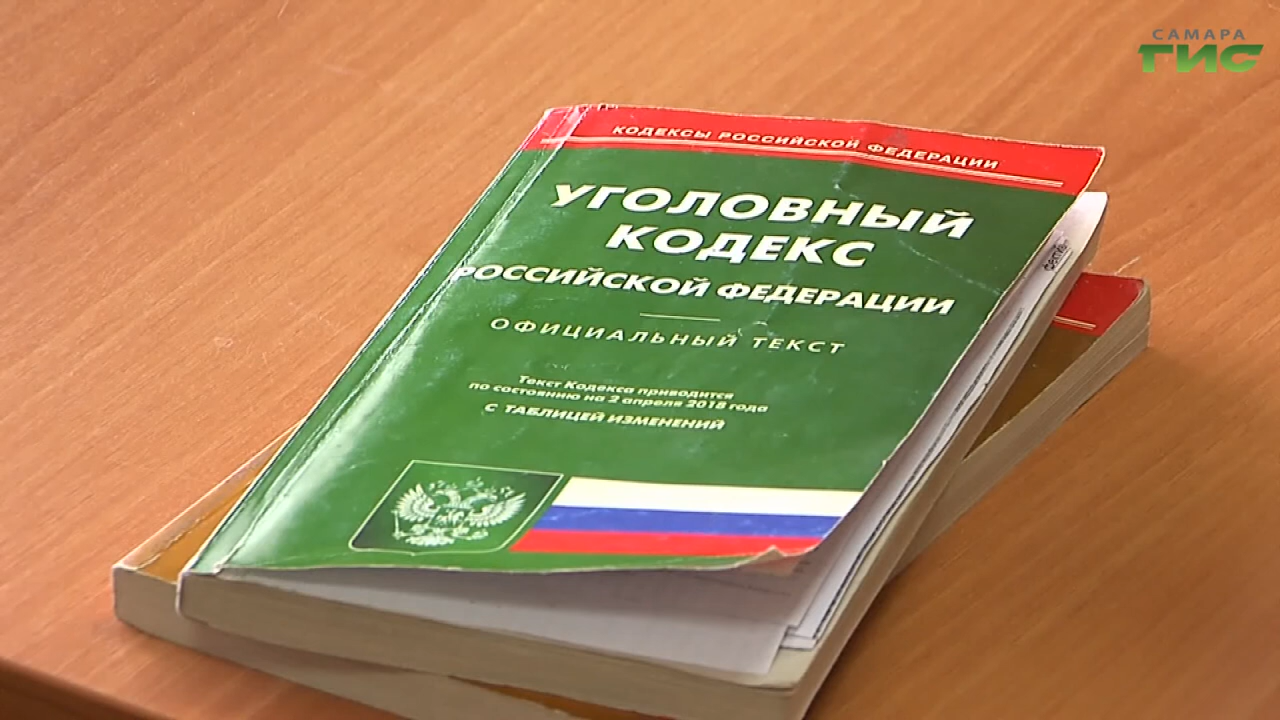 САМАРА
ГИС
КОДЕКСЫ РОССИЙСКОЙ ФЕДЕРАЦИИ
УГОЛОВНЫЙ
КОДЕКС
РОССИЙСКОЙ ФЕДЕРАЦИИ
ОФИЦИАЛЬНЫЙ ТЕКСТ
Текст Кодекса приводится
по состоянию на 2 апреля 2018 года
С ТАБЛИЦЕЙ ИЗМЕНЕНИЙ